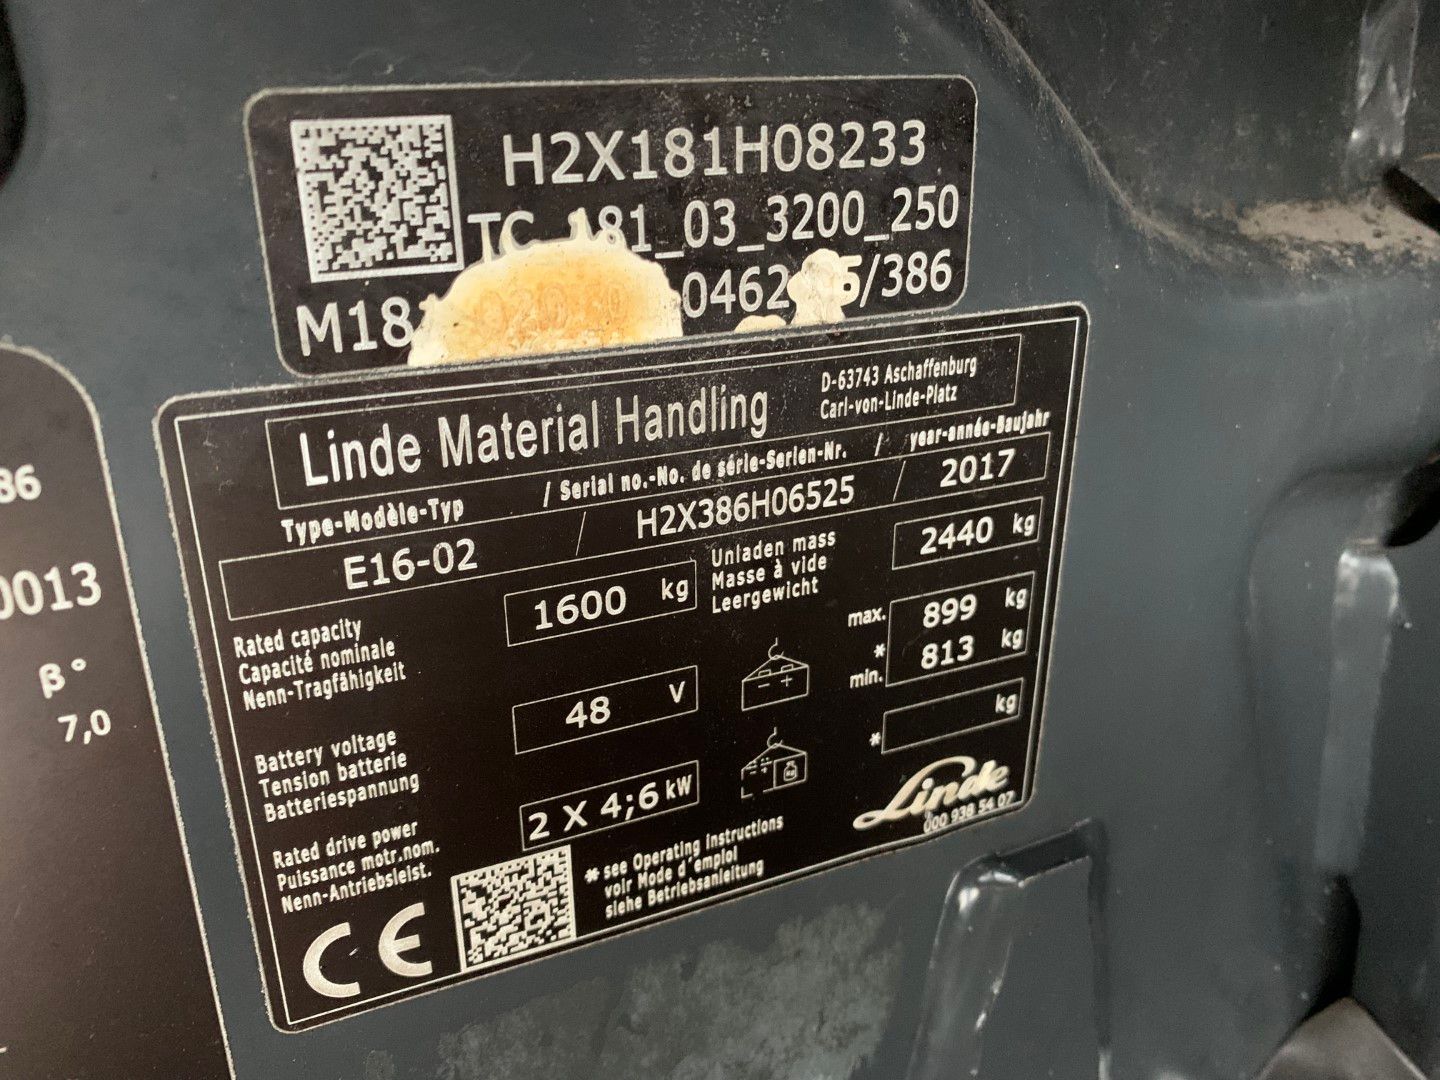 H2X181H08233
TC_181_03_3200_250
M18 0462 5/386
Linde Material Handling
D-63743 Aschaffenburg
Carl-von-Linde-Platz
Type-Modèle-Typ / Serial no.-No. de série-Serien-Nr. / year-année-Baujahr
E16-02 / H2X386H06525 / 2017
Rated capacity
Capacité nominale
Nenn-Tragfähigkeit
1600 kg
Unladen mass
Masse à vide
Leergewicht
2440 kg
Battery voltage
Tension batterie
Batteriespannung
48 V
- +
max. 899 kg
*
min. 813 kg
* kg
Rated drive power
Puissance motr.nom.
Nenn-Antriebsleist.
2 X 4;6 kW
CE
* see Operating instructions
voir Mode d'emploi
siehe Betriebsanleitung
Linde
000 938 54 07
86
0013
β°
7,0